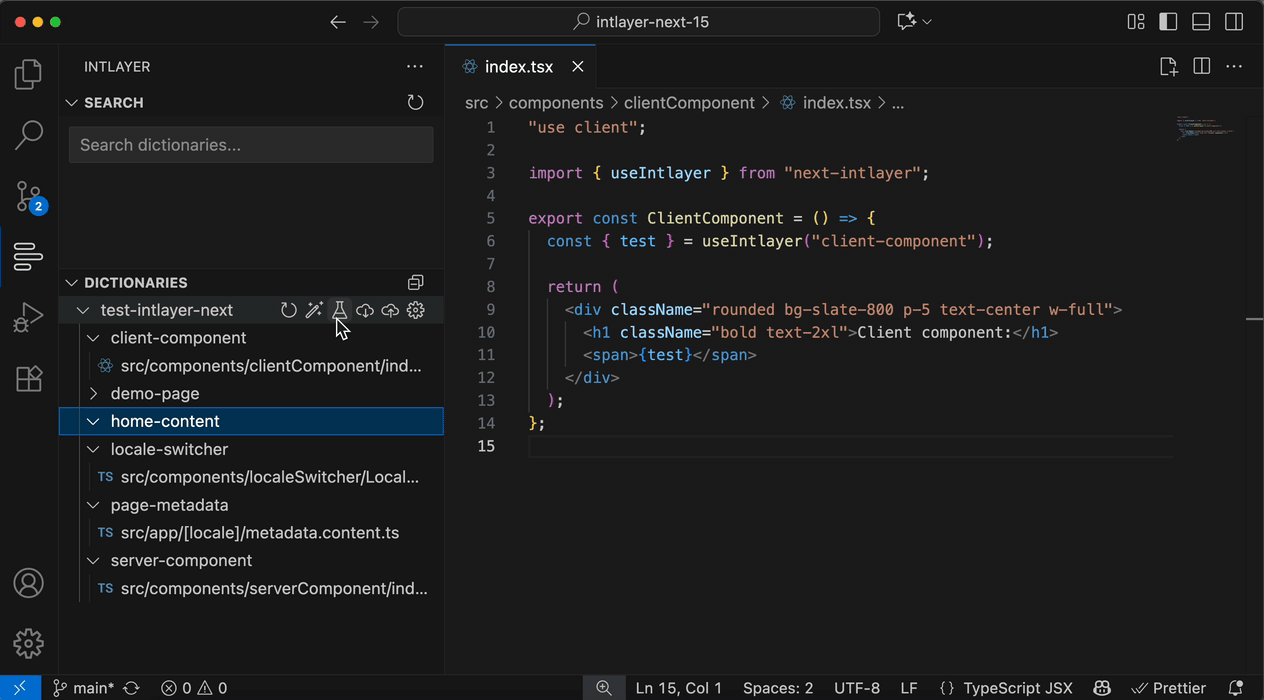 intlayer-next-15
INTLAYER
SEARCH
Search dictionaries...
DICTIONARIES
test-intlayer-next
client-component
src/components/clientComponent/ind...
demo-page
home-content
locale-switcher
TS src/components/localeSwitcher/Local...
page-metadata
TS src/app/[locale]/metadata.content.ts
server-component
TS src/components/serverComponent/ind...
2
index.tsx
src > components > clientComponent > index.tsx > ...
1 "use client";
2
3 import { useIntlayer } from "next-intlayer";
4
5 export const ClientComponent = () => {
6 const { test } = useIntlayer("client-component");
7
8 return (
9 <div className="rounded bg-slate-800 p-5 text-center w-full">
10 <h1 className="bold text-2xl">Client component:</h1>
11 <span>{test}</span>
12 </div>
13 );
14 };
15
main* 0 0 Ln 15, Col 1 Spaces: 2 UTF-8 LF {} TypeScript JSX Prettier